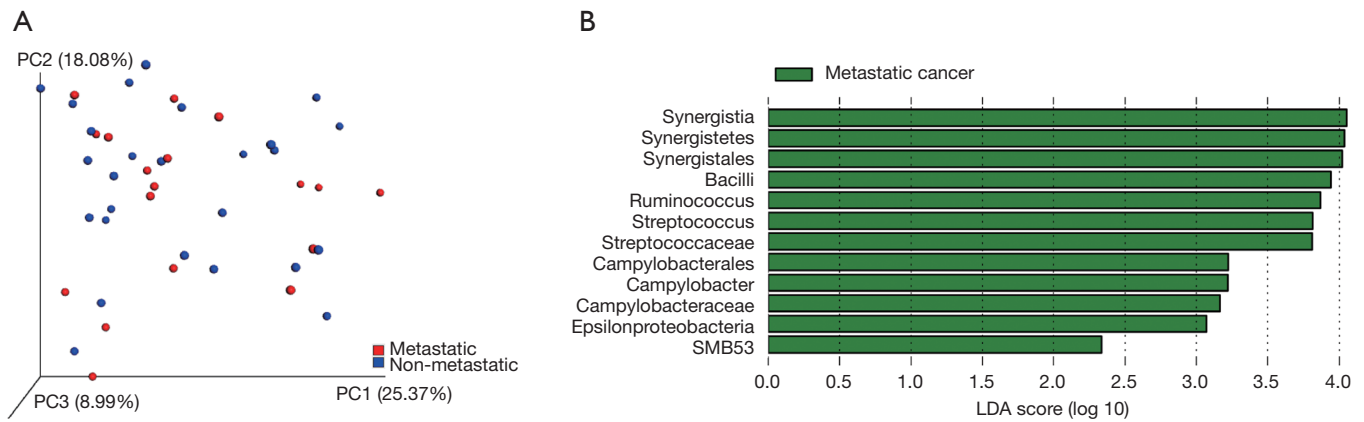 A
PC2 (18.08%)
Metastatic
Non-metastatic
PC1 (25.37%)
PC3 (8.99%)
B
Metastatic cancer
Synergistia
Synergistetes
Synergistales
Bacilli
Ruminococcus
Streptococcus
Streptococcaceae
Campylobacterales
Campylobacter
Campylobacteraceae
Epsilonproteobacteria
SMB53
0.0 0.5 1.0 1.5 2.0 2.5 3.0 3.5 4.0
LDA score (log 10)